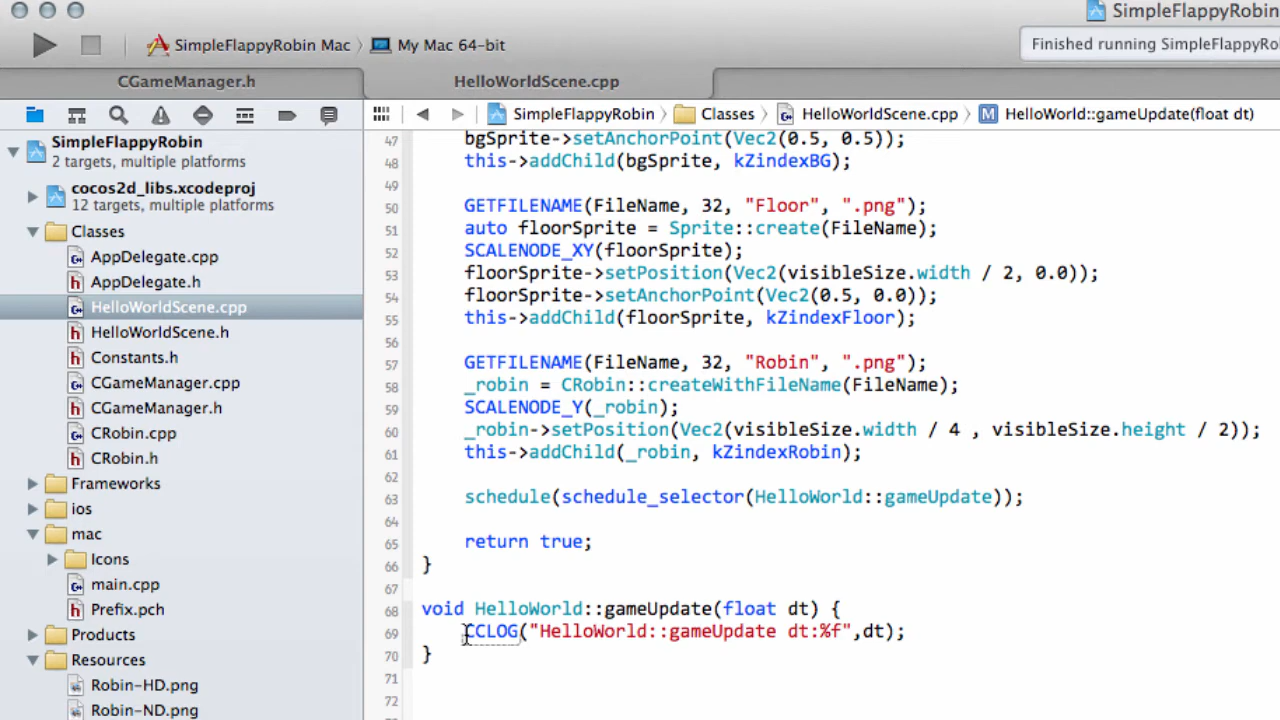 SimpleFlappyRobin
SimpleFlappyRobin Mac
My Mac 64-bit
Finished running SimpleFlappyRo
CGameManager.h
HelloWorldScene.cpp
SimpleFlappyRobin
Classes
HelloWorldScene.cpp
M HelloWorld::gameUpdate(float dt)
SimpleFlappyRobin
2 targets, multiple platforms
cocos2d_libs.xcodeproj
12 targets, multiple platforms
Classes
AppDelegate.cpp
AppDelegate.h
HelloWorldScene.cpp
HelloWorldScene.h
Constants.h
CGameManager.cpp
CGameManager.h
CRobin.cpp
CRobin.h
Frameworks
ios
mac
Icons
main.cpp
Prefix.pch
Products
Resources
Robin-HD.png
Robin-ND.png
47 bgSprite->setAnchorPoint(Vec2(0.5, 0.5));
48 this->addChild(bgSprite, kZindexBG);
49
50 GETFILENAME(FileName, 32, "Floor", ".png");
51 auto floorSprite = Sprite::create(FileName);
52 SCALENODE_XY(floorSprite);
53 floorSprite->setPosition(Vec2(visibleSize.width / 2, 0.0));
54 floorSprite->setAnchorPoint(Vec2(0.5, 0.0));
55 this->addChild(floorSprite, kZindexFloor);
56
57 GETFILENAME(FileName, 32, "Robin", ".png");
58 _robin = CRobin::createWithFileName(FileName);
59 SCALENODE_Y(_robin);
60 _robin->setPosition(Vec2(visibleSize.width / 4 , visibleSize.height / 2));
61 this->addChild(_robin, kZindexRobin);
62
63 schedule(schedule_selector(HelloWorld::gameUpdate));
64
65 return true;
66 }
67
68 void HelloWorld::gameUpdate(float dt) {
69 CCLOG("HelloWorld::gameUpdate dt:%f",dt);
70 }
71
72